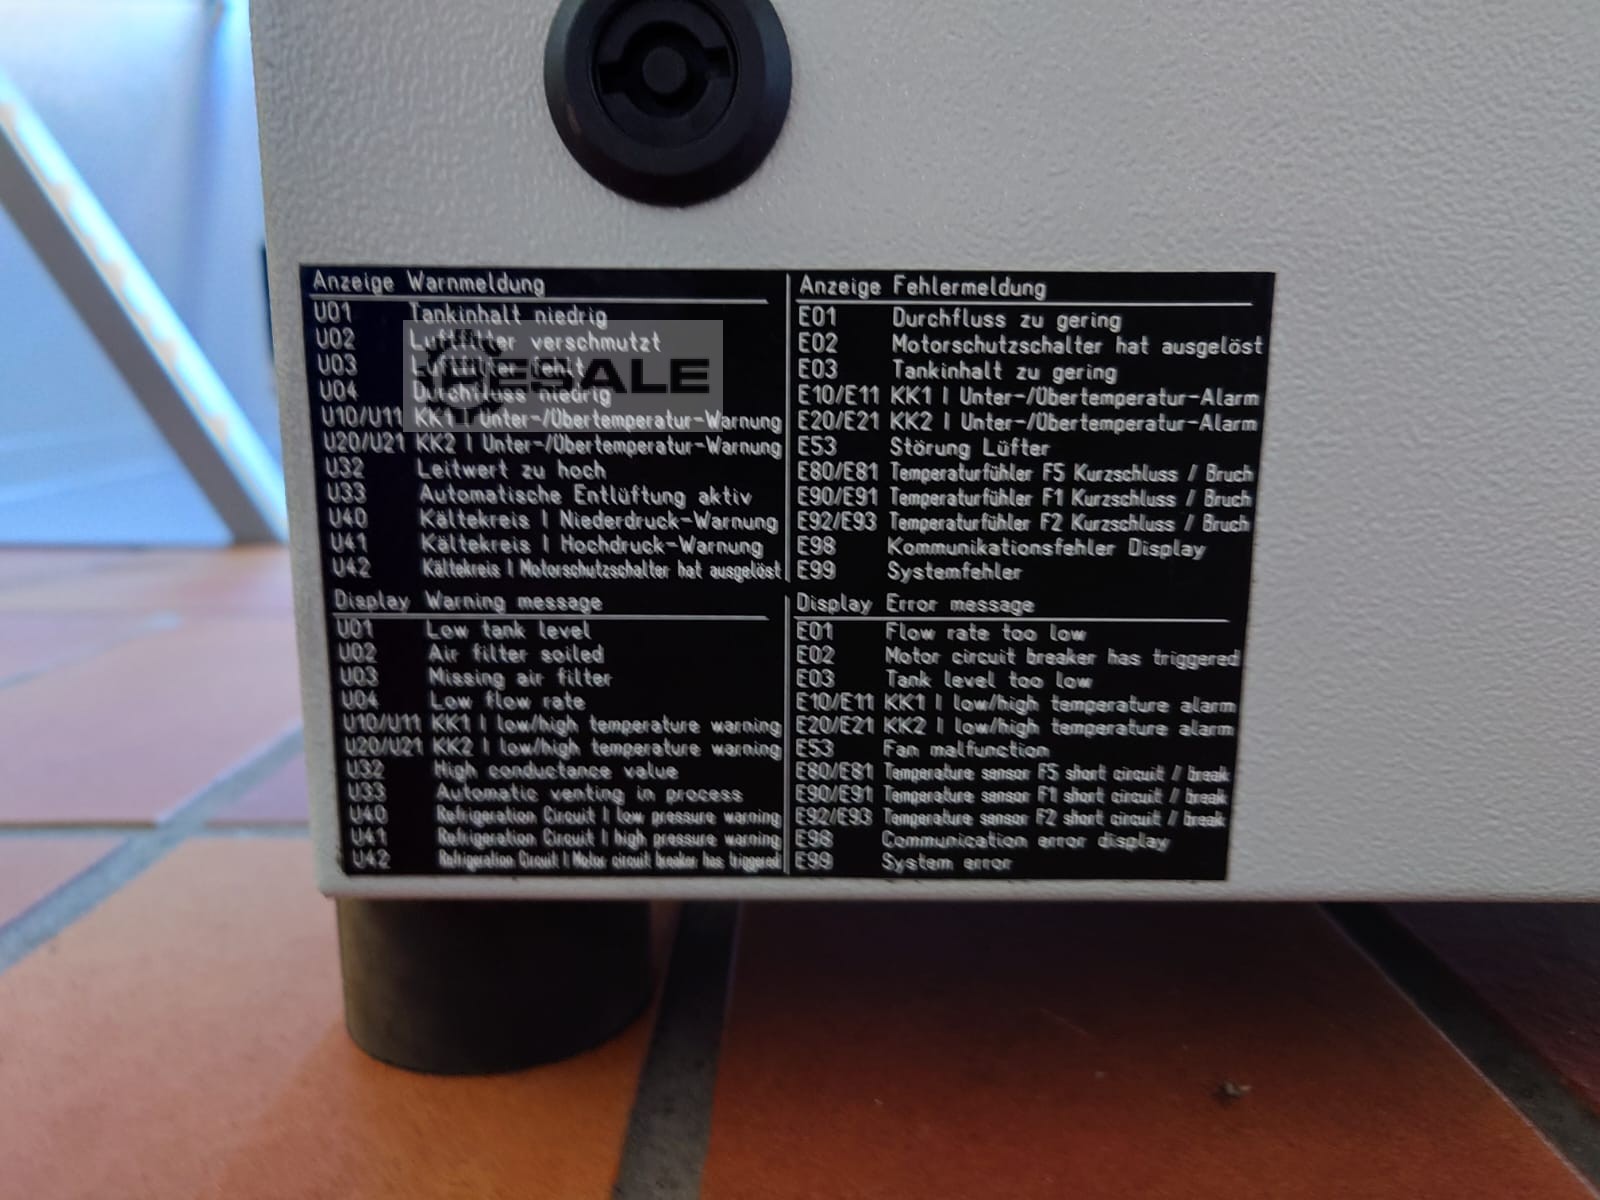 Anzeige Warnmeldung
U01 Tankinhalt niedrig
U02 Luftfilter verschmutzt
U03 Luftfilter fehlt
U04 Durchfluss niedrig
U10/U11 KK1 | Unter-/Übertemperatur-Warnung
U20/U21 KK2 | Unter-/Übertemperatur-Warnung
U32 Leitwert zu hoch
U33 Automatische Entlüftung aktiv
U40 Kältekreis | Niederdruck-Warnung
U41 Kältekreis | Hochdruck-Warnung
U42 Kältekreis | Motorschutzschalter hat ausgelöst
Anzeige Fehlermeldung
E01 Durchfluss zu gering
E02 Motorschutzschalter hat ausgelöst
E03 Tankinhalt zu gering
E10/E11 KK1 | Unter-/Übertemperatur-Alarm
E20/E21 KK2 | Unter-/Übertemperatur-Alarm
E53 Störung Lüfter
E80/E81 Temperaturfühler F5 Kurzschluss / Bruch
E90/E91 Temperaturfühler F1 Kurzschluss / Bruch
E92/E93 Temperaturfühler F2 Kurzschluss / Bruch
E98 Kommunikationsfehler Display
E99 Systemfehler
Display Warning message
U01 Low tank level
U02 Air filter soiled
U03 Missing air filter
U04 Low flow rate
U10/U11 KK1 | low/high temperature warning
U20/U21 KK2 | low/high temperature warning
U32 High conductance value
U33 Automatic venting in process
U40 Refrigeration Circuit | low pressure warning
U41 Refrigeration Circuit | high pressure warning
U42 Refrigeration Circuit | Motor circuit breaker has triggered
Display Error message
E01 Flow rate too low
E02 Motor circuit breaker has triggered
E03 Tank level too low
E10/E11 KK1 | low/high temperature alarm
E20/E21 KK2 | low/high temperature alarm
E53 Fan malfunction
E80/E81 Temperature sensor F5 short circuit / break
E90/E91 Temperature sensor F1 short circuit / break
E92/E93 Temperature sensor F2 short circuit / break
E98 Communication error display
E99 System error
ESALE